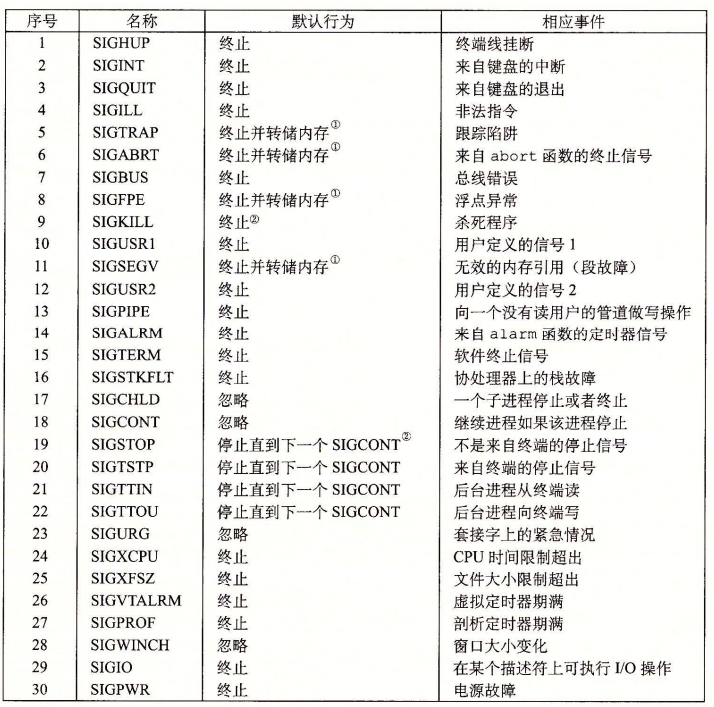 序号 名称 默认行为 相应事件
1 SIGHUP 终止 终端线挂断
2 SIGINT 终止 来自键盘的中断
3 SIGQUIT 终止 来自键盘的退出
4 SIGILL 终止 非法指令
5 SIGTRAP 终止并转储内存① 跟踪陷阱
6 SIGABRT 终止并转储内存① 来自 abort 函数的终止信号
7 SIGBUS 终止 总线错误
8 SIGFPE 终止并转储内存① 浮点异常
9 SIGKILL 终止② 杀死程序
10 SIGUSR1 终止 用户定义的信号 1
11 SIGSEGV 终止并转储内存① 无效的内存引用（段故障）
12 SIGUSR2 终止 用户定义的信号 2
13 SIGPIPE 终止 向一个没有读用户的管道做写操作
14 SIGALRM 终止 来自 alarm 函数的定时器信号
15 SIGTERM 终止 软件终止信号
16 SIGSTKFLT 终止 协处理器上的栈故障
17 SIGCHLD 忽略 一个子进程停止或者终止
18 SIGCONT 忽略 继续进程如果该进程停止
19 SIGSTOP 停止直到下一个 SIGCONT② 不是来自终端的停止信号
20 SIGTSTP 停止直到下一个 SIGCONT 来自终端的停止信号
21 SIGTTIN 停止直到下一个 SIGCONT 后台进程从终端读
22 SIGTTOU 停止直到下一个 SIGCONT 后台进程向终端写
23 SIGURG 忽略 套接字上的紧急情况
24 SIGXCPU 终止 CPU 时间限制超出
25 SIGXFSZ 终止 文件大小限制超出
26 SIGVTALRM 终止 虚拟定时器期满
27 SIGPROF 终止 剖析定时器期满
28 SIGWINCH 忽略 窗口大小变化
29 SIGIO 终止 在某个描述符上可执行 I/O 操作
30 SIGPWR 终止 电源故障